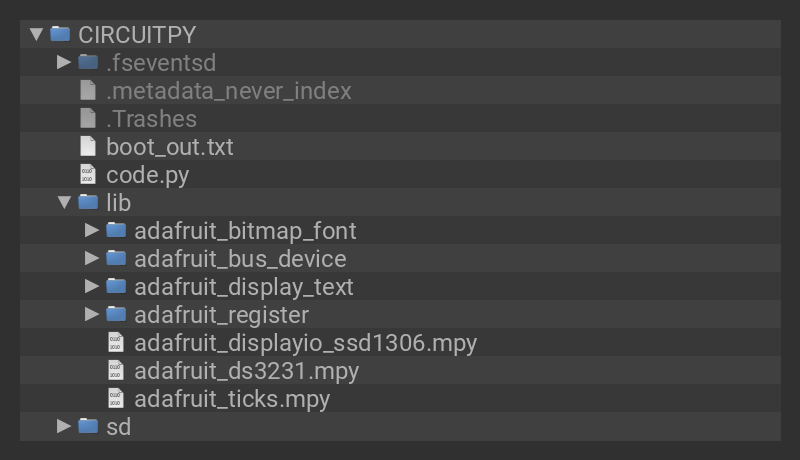 CIRCUITPY
.fseventsd
.metadata_never_index
.Trashes
boot_out.txt
code.py
lib
adafruit_bitmap_font
adafruit_bus_device
adafruit_display_text
adafruit_register
adafruit_displayio_ssd1306.mpy
adafruit_ds3231.mpy
adafruit_ticks.mpy
sd